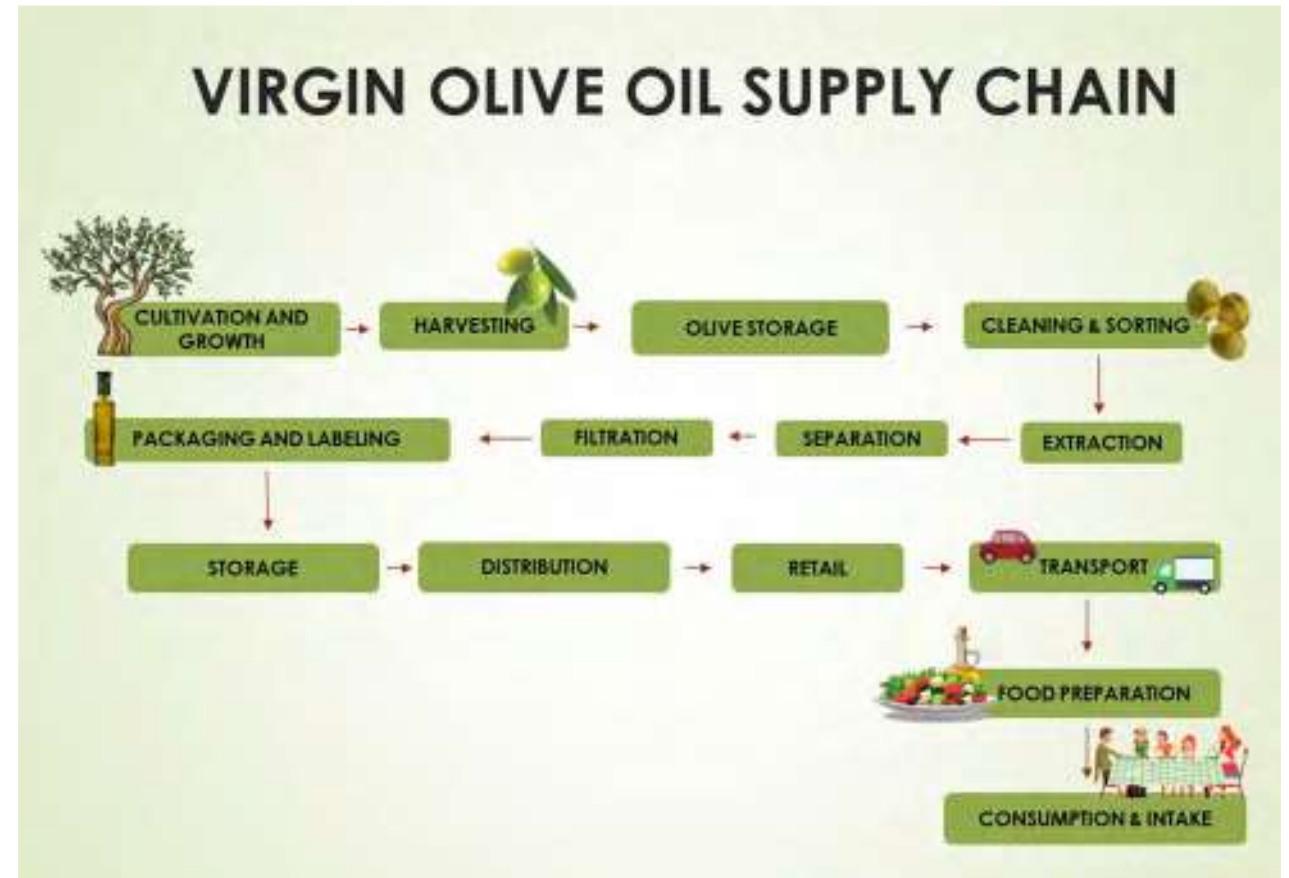 VIRGIN OLIVE OIL SUPPLY CHAIN
CULTIVATION AND
GROWTH
HARVESTING
OLIVE STORAGE
CLEANING & SORTING
EXTRACTION
SEPARATION
FILTRATION
PACKAGING AND LABELING
STORAGE
DISTRIBUTION
RETAIL
TRANSPORT
FOOD PREPARATION
CONSUMPTION & INTAKE